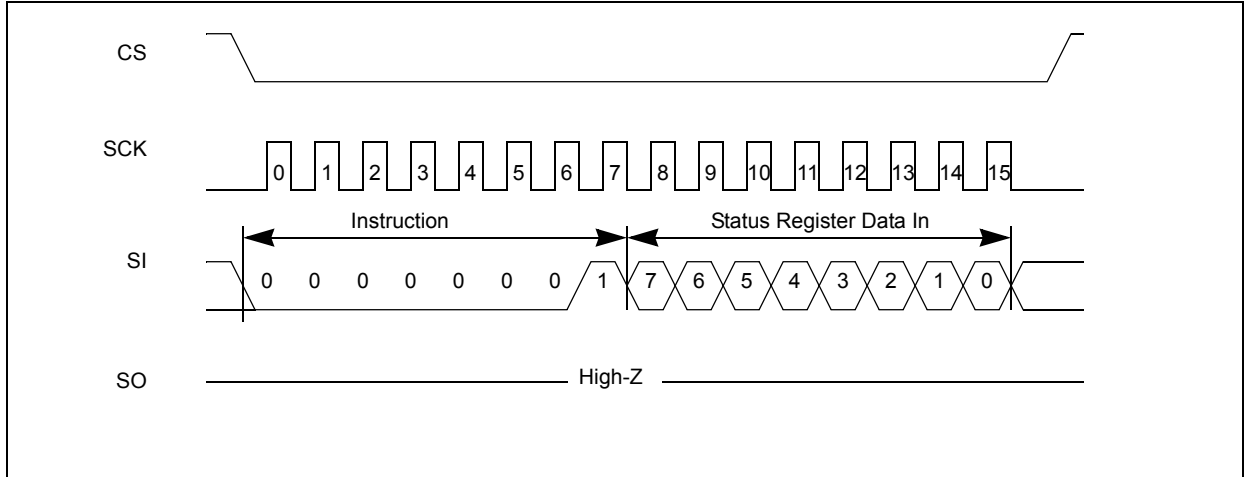 CS
SCK
0 1 2 3 4 5 6 7 8 9 10 11 12 13 14 15
Instruction Status Register Data In
SI
0 0 0 0 0 0 0 1 7 6 5 4 3 2 1 0
SO
High-Z